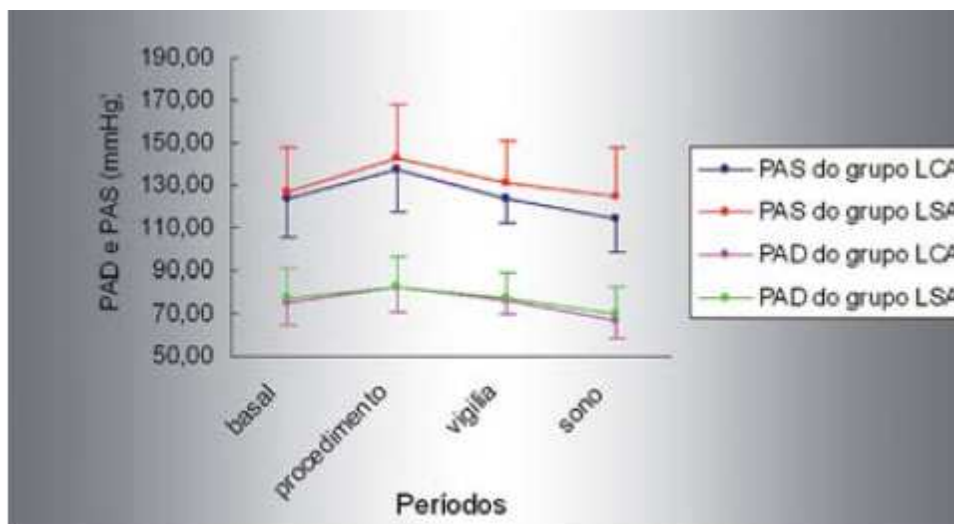 190,00
170,00
150,00
130,00
110,00
90,00
70,00
50,00
PAD e PAS (mmHg)
basal
procedimento
vigília
sono
Períodos
PAS do grupo LCA
PAS do grupo LSA
PAD do grupo LCA
PAD do grupo LSA